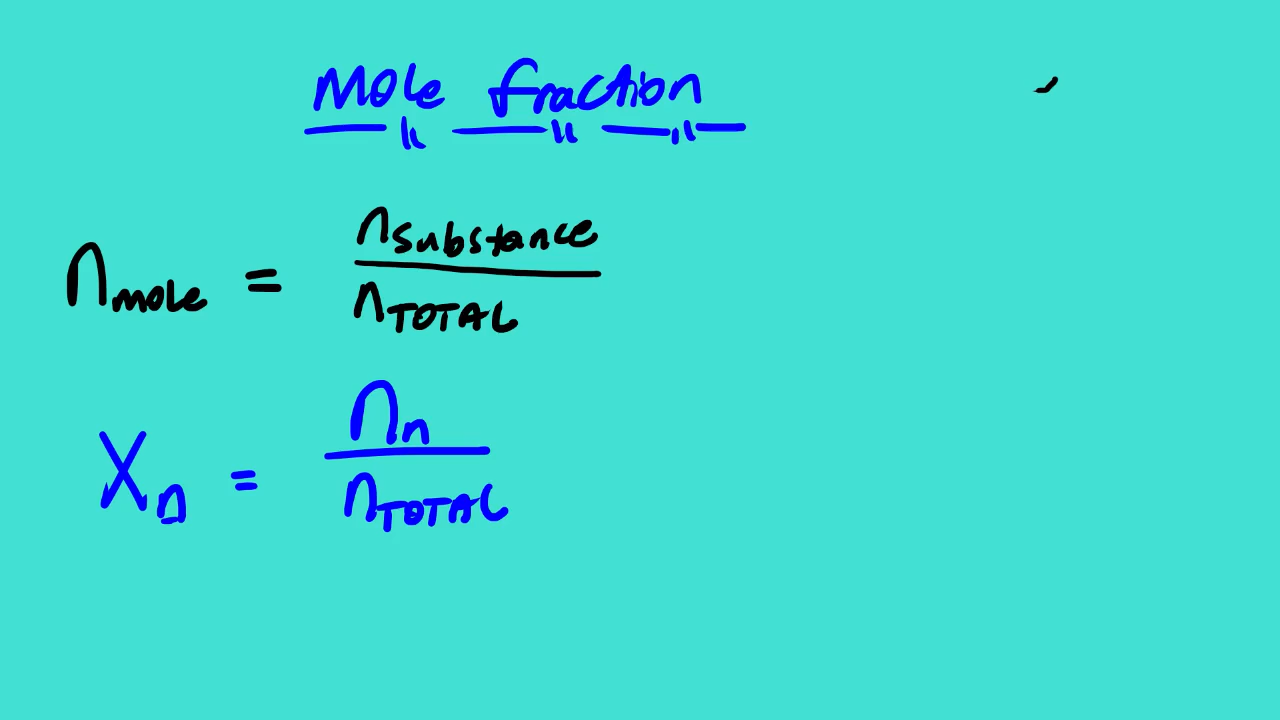 Mole fraction
n mole = n substance / n TOTAL
X n = n n / n TOTAL